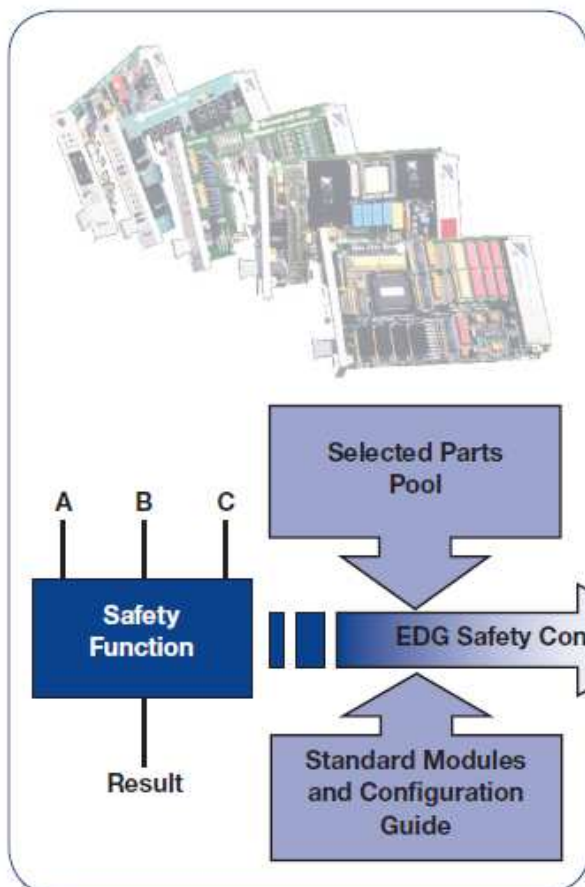 Selected Parts
Pool
A B C
Safety
Function
EDG Safety Con
Result
Standard Modules
and Configuration
Guide